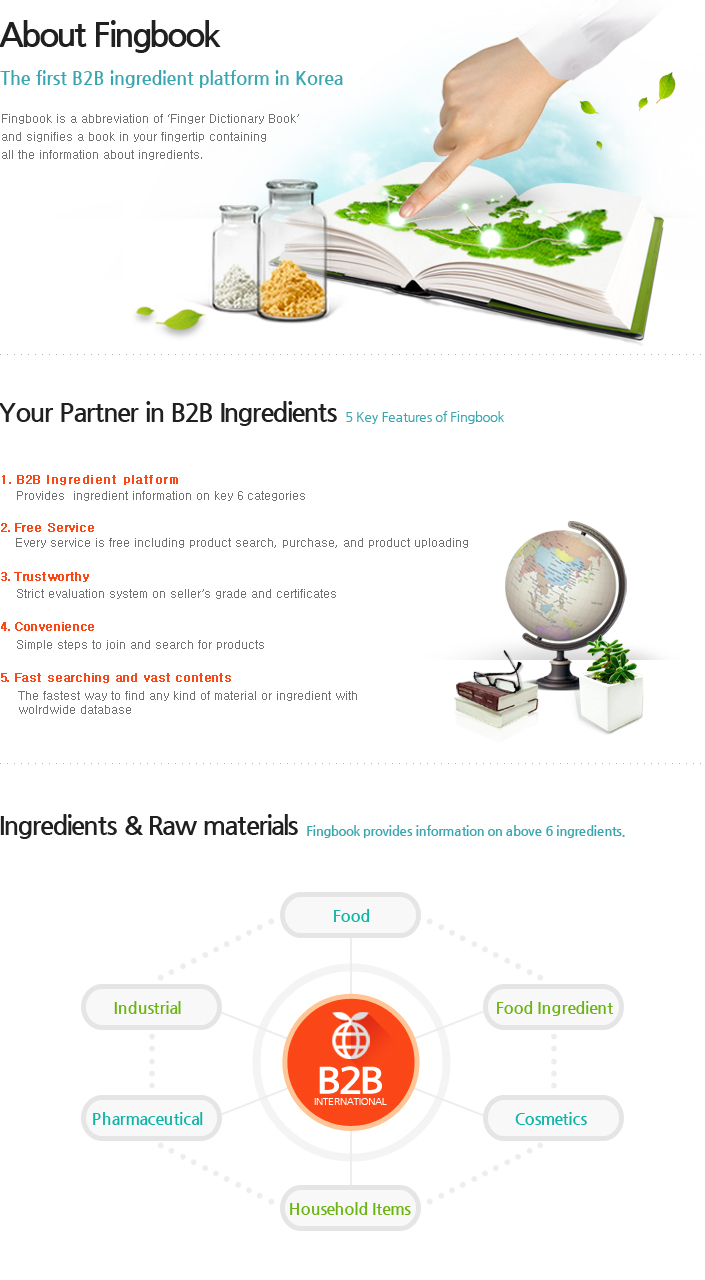 About Fingbook
The first B2B ingredient platform in Korea
Fingbook is a abbreviation of ‘Finger Dictionary Book’
and signifies a book in your fingertip containing
all the information about ingredients.
Your Partner in B2B Ingredients 5 Key Features of Fingbook
1. B2B Ingredient platform
Provides ingredient information on key 6 categories
2. Free Service
Every service is free including product search, purchase, and product uploading
3. Trustworthy
Strict evaluation system on seller’s grade and certificates
4. Convenience
Simple steps to join and search for products
5. Fast searching and vast contents
The fastest way to find any kind of material or ingredient with
wolrdwide database
Ingredients & Raw materials Fingbook provides information on above 6 ingredients.
Food
Industrial
Food Ingredient
B2B
INTERNATIONAL
Pharmaceutical
Cosmetics
Household Items